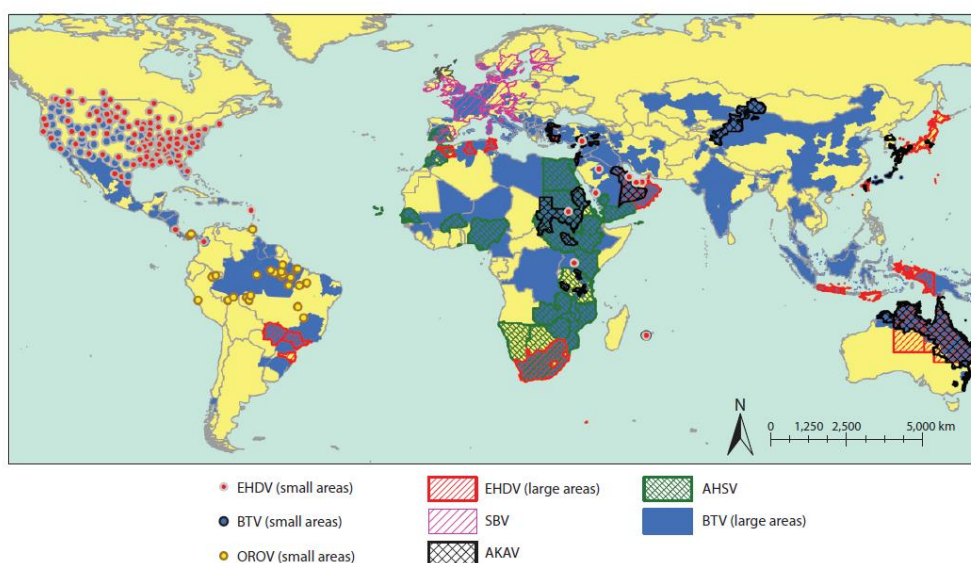 N
0 1,250 2,500 5,000 km
EHDV (small areas) EHDV (large areas) AHSV
BTV (small areas) SBV BTV (large areas)
OROV (small areas) AKAV